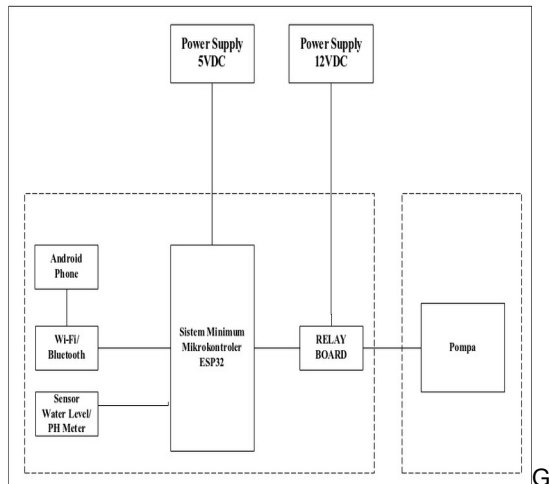 Power Supply
5VDC
Power Supply
12VDC
Android
Phone
Wi-Fi/
Bluetooth
Sistem Minimum
Mikrokontroler
ESP32
RELAY
BOARD
Pompa
Sensor
Water Level/
PH Meter
G